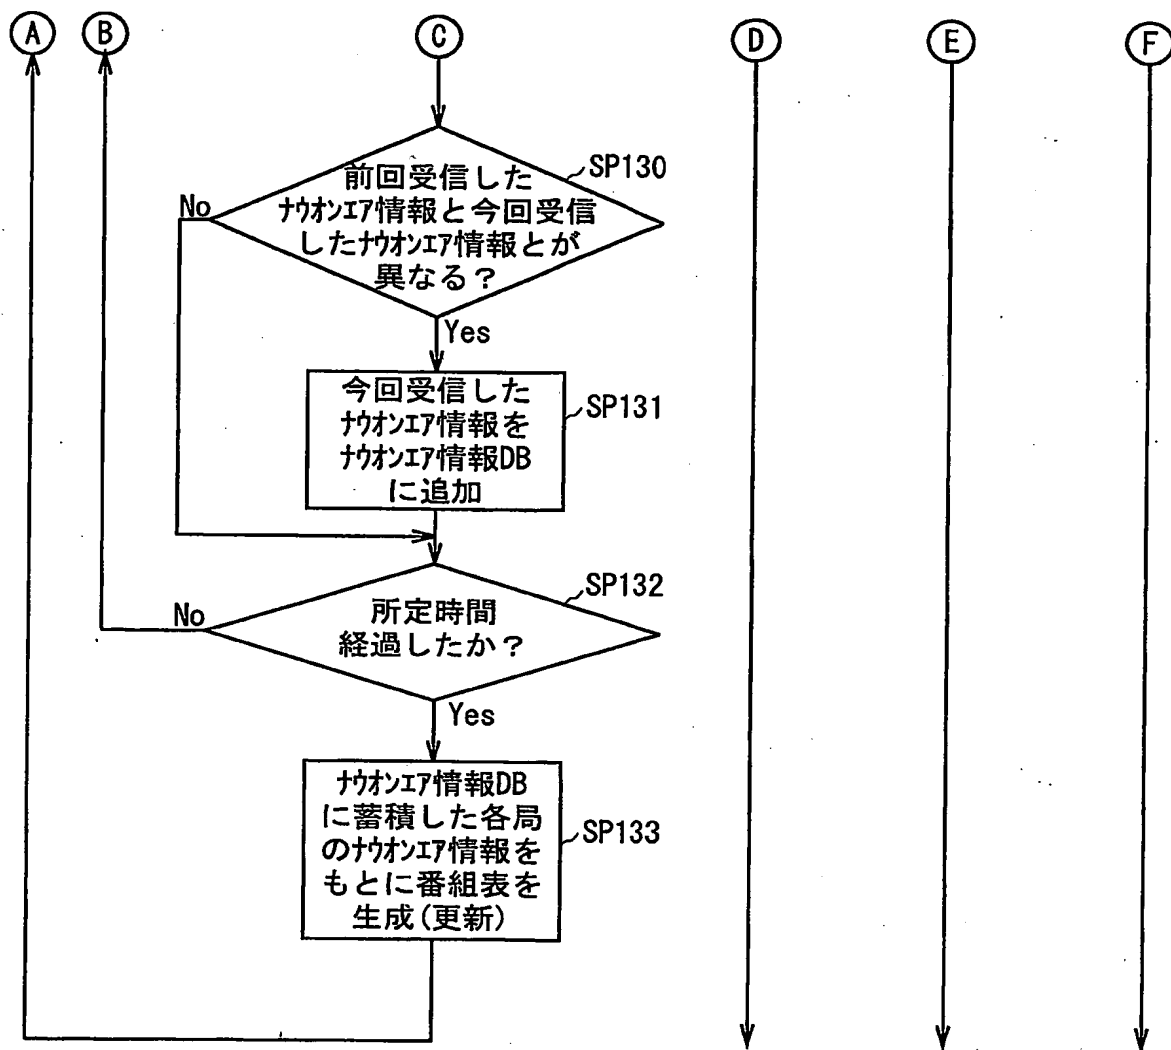 A B C D E F
前回受信した
ﾅｳｵﾝｴｱ情報と今回受信
したﾅｳｵﾝｴｱ情報とが
異なる?
SP130
No
Yes
今回受信した
ﾅｳｵﾝｴｱ情報を
ﾅｳｵﾝｴｱ情報DB
に追加
SP131
所定時間
経過したか?
SP132
No
Yes
ﾅｳｵﾝｴｱ情報DB
に蓄積した各局
のﾅｳｵﾝｴｱ情報を
もとに番組表を
生成(更新)
SP133